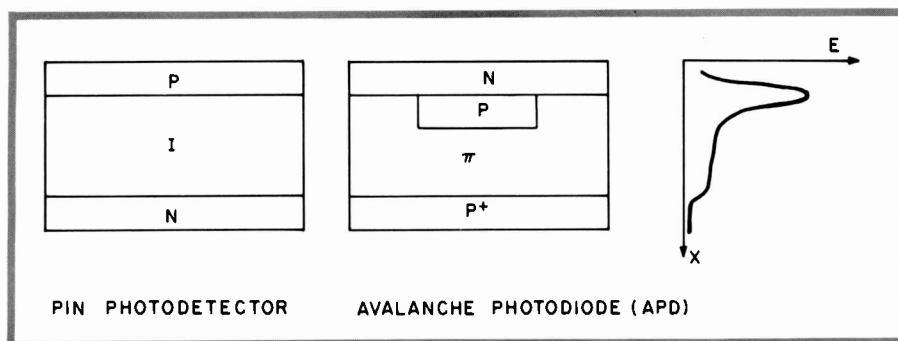 P
I
N
N
P
π
P+
E
X
PIN PHOTODETECTOR
AVALANCHE PHOTODIODE (APD)